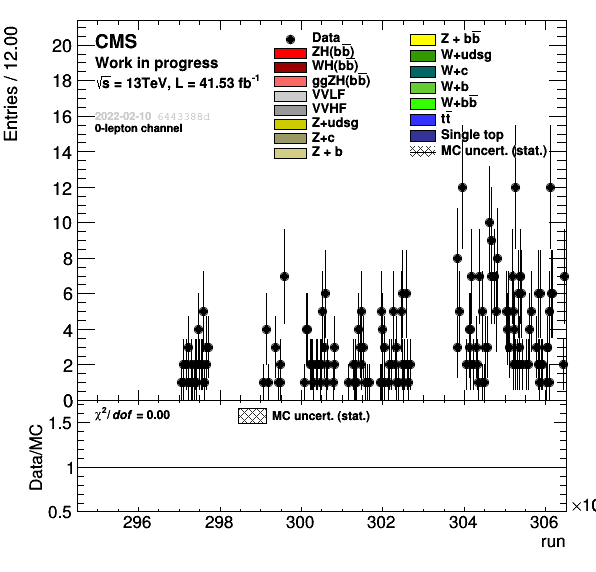 Entries / 12.00
20
18
16
14
12
10
8
6
4
2
0
CMS
Work in progress
√s = 13TeV, L = 41.53 fb⁻¹
2022-02-10 6443388d
0-lepton channel
Data
ZH(bb̅)
WH(bb̅)
ggZH(bb̅)
VVLF
VVHF
Z+udsg
Z+c
Z + b
Z + bb̅
W+udsg
W+c
W+b
W+bb̅
tt̅
Single top
MC uncert. (stat.)
Data/MC
1.5
1
0.5
χ²/dof = 0.00
MC uncert. (stat.)
296
298
300
302
304
306
×10
run